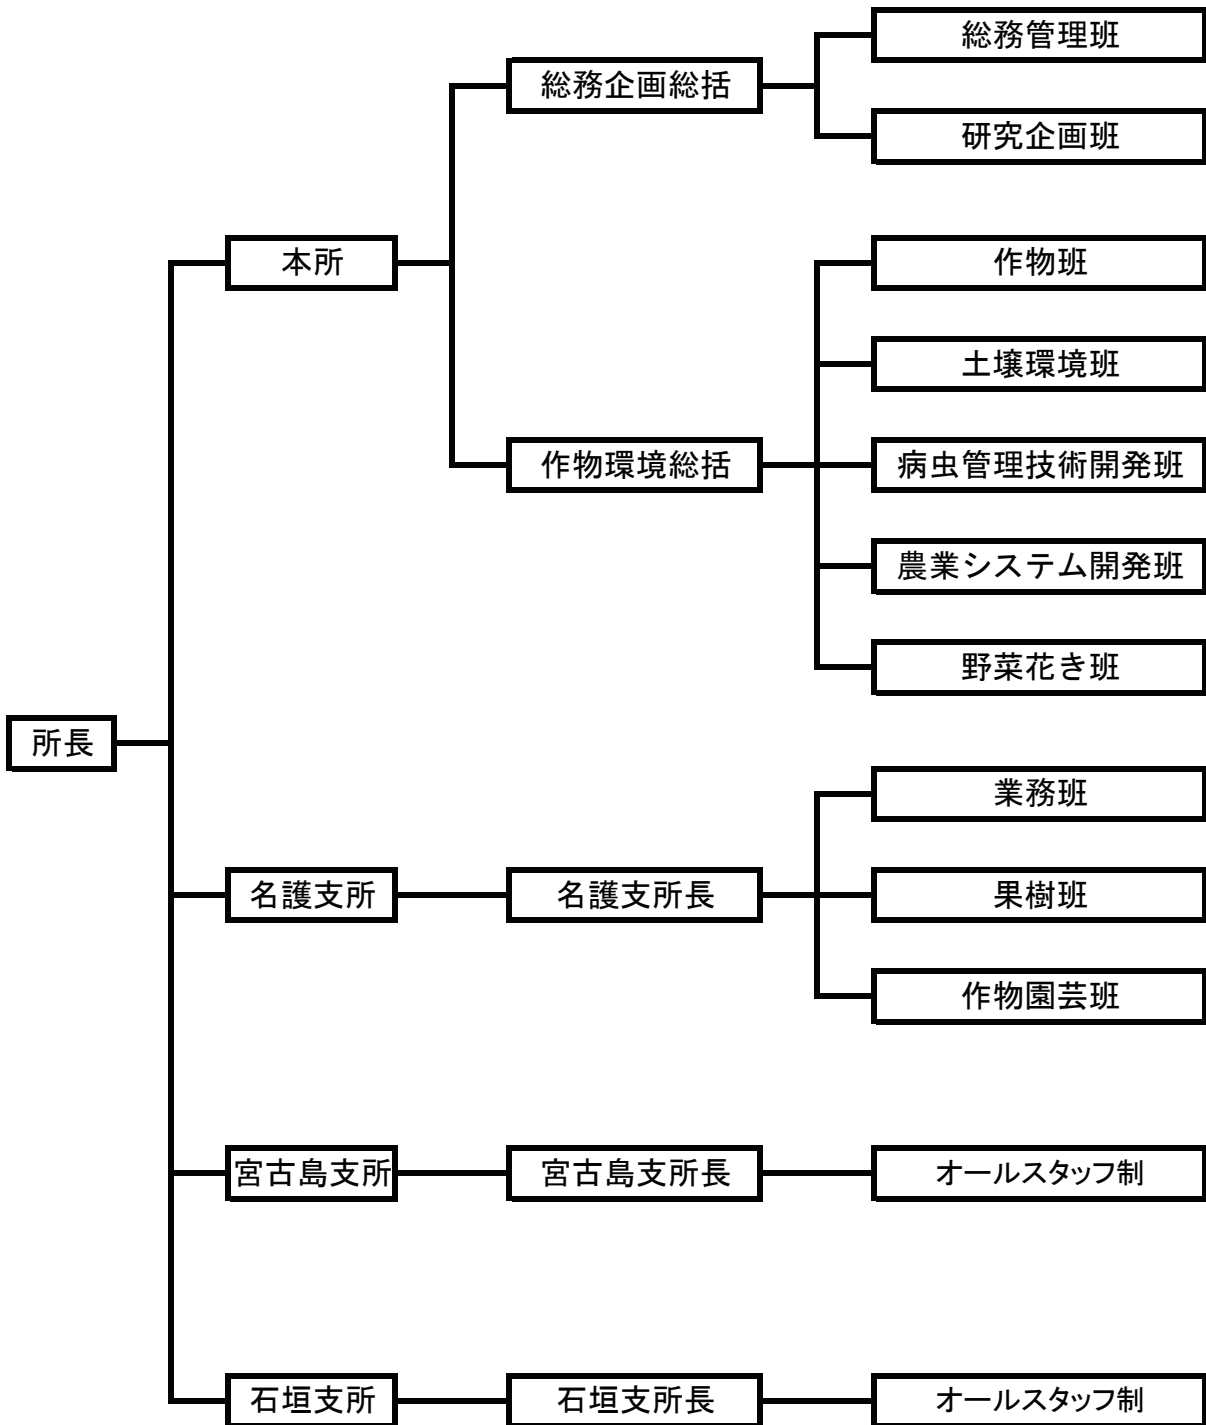 所長
本所
総務企画総括
総務管理班
研究企画班
作物環境総括
作物班
土壌環境班
病虫管理技術開発班
農業システム開発班
野菜花き班
名護支所
名護支所長
業務班
果樹班
作物園芸班
宮古島支所
宮古島支所長
オールスタッフ制
石垣支所
石垣支所長
オールスタッフ制